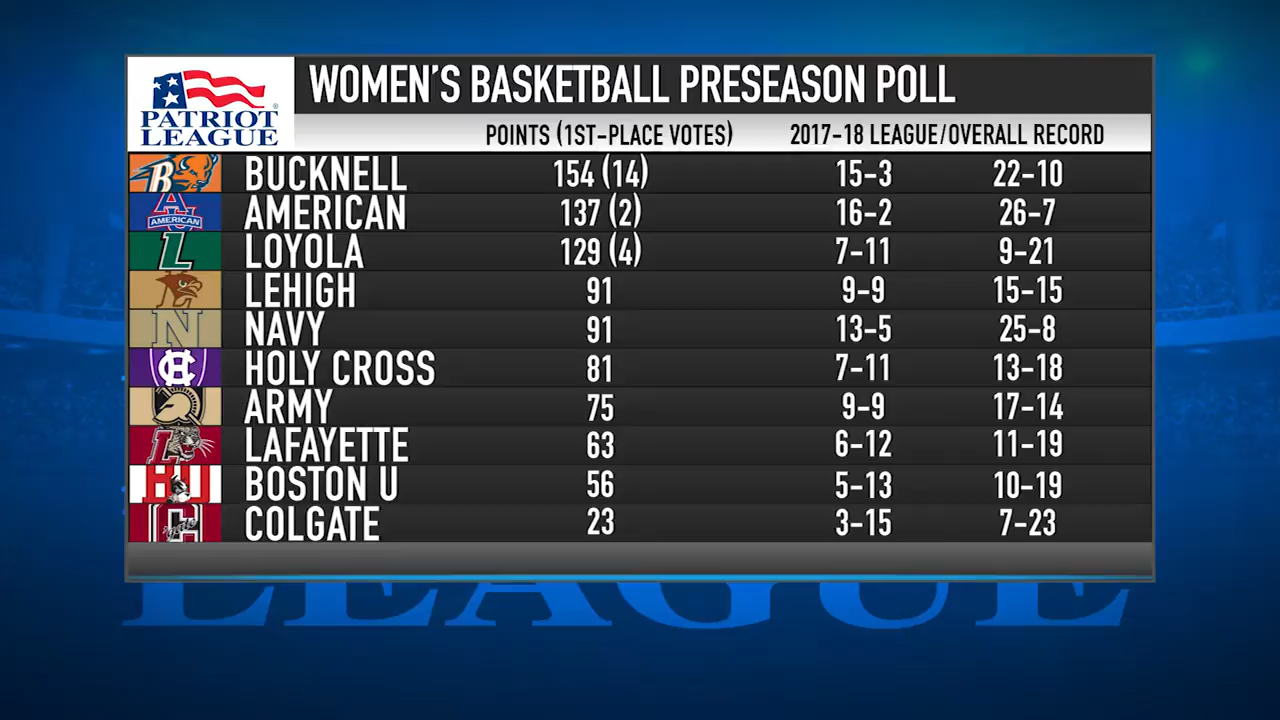 WOMEN'S BASKETBALL PRESEASON POLL
PATRIOT
LEAGUE
®
POINTS (1ST-PLACE VOTES) 2017-18 LEAGUE/OVERALL RECORD
B BUCKNELL 154 (14) 15-3 22-10
A AMERICAN AMERICAN 137 (2) 16-2 26-7
L LOYOLA 129 (4) 7-11 9-21
LEHIGH 91 9-9 15-15
N NAVY 91 13-5 25-8
HC HOLY CROSS 81 7-11 13-18
ARMY 75 9-9 17-14
L LAFAYETTE 63 6-12 11-19
BU BOSTON U 56 5-13 10-19
C COLGATE 23 3-15 7-23
LEAGUE